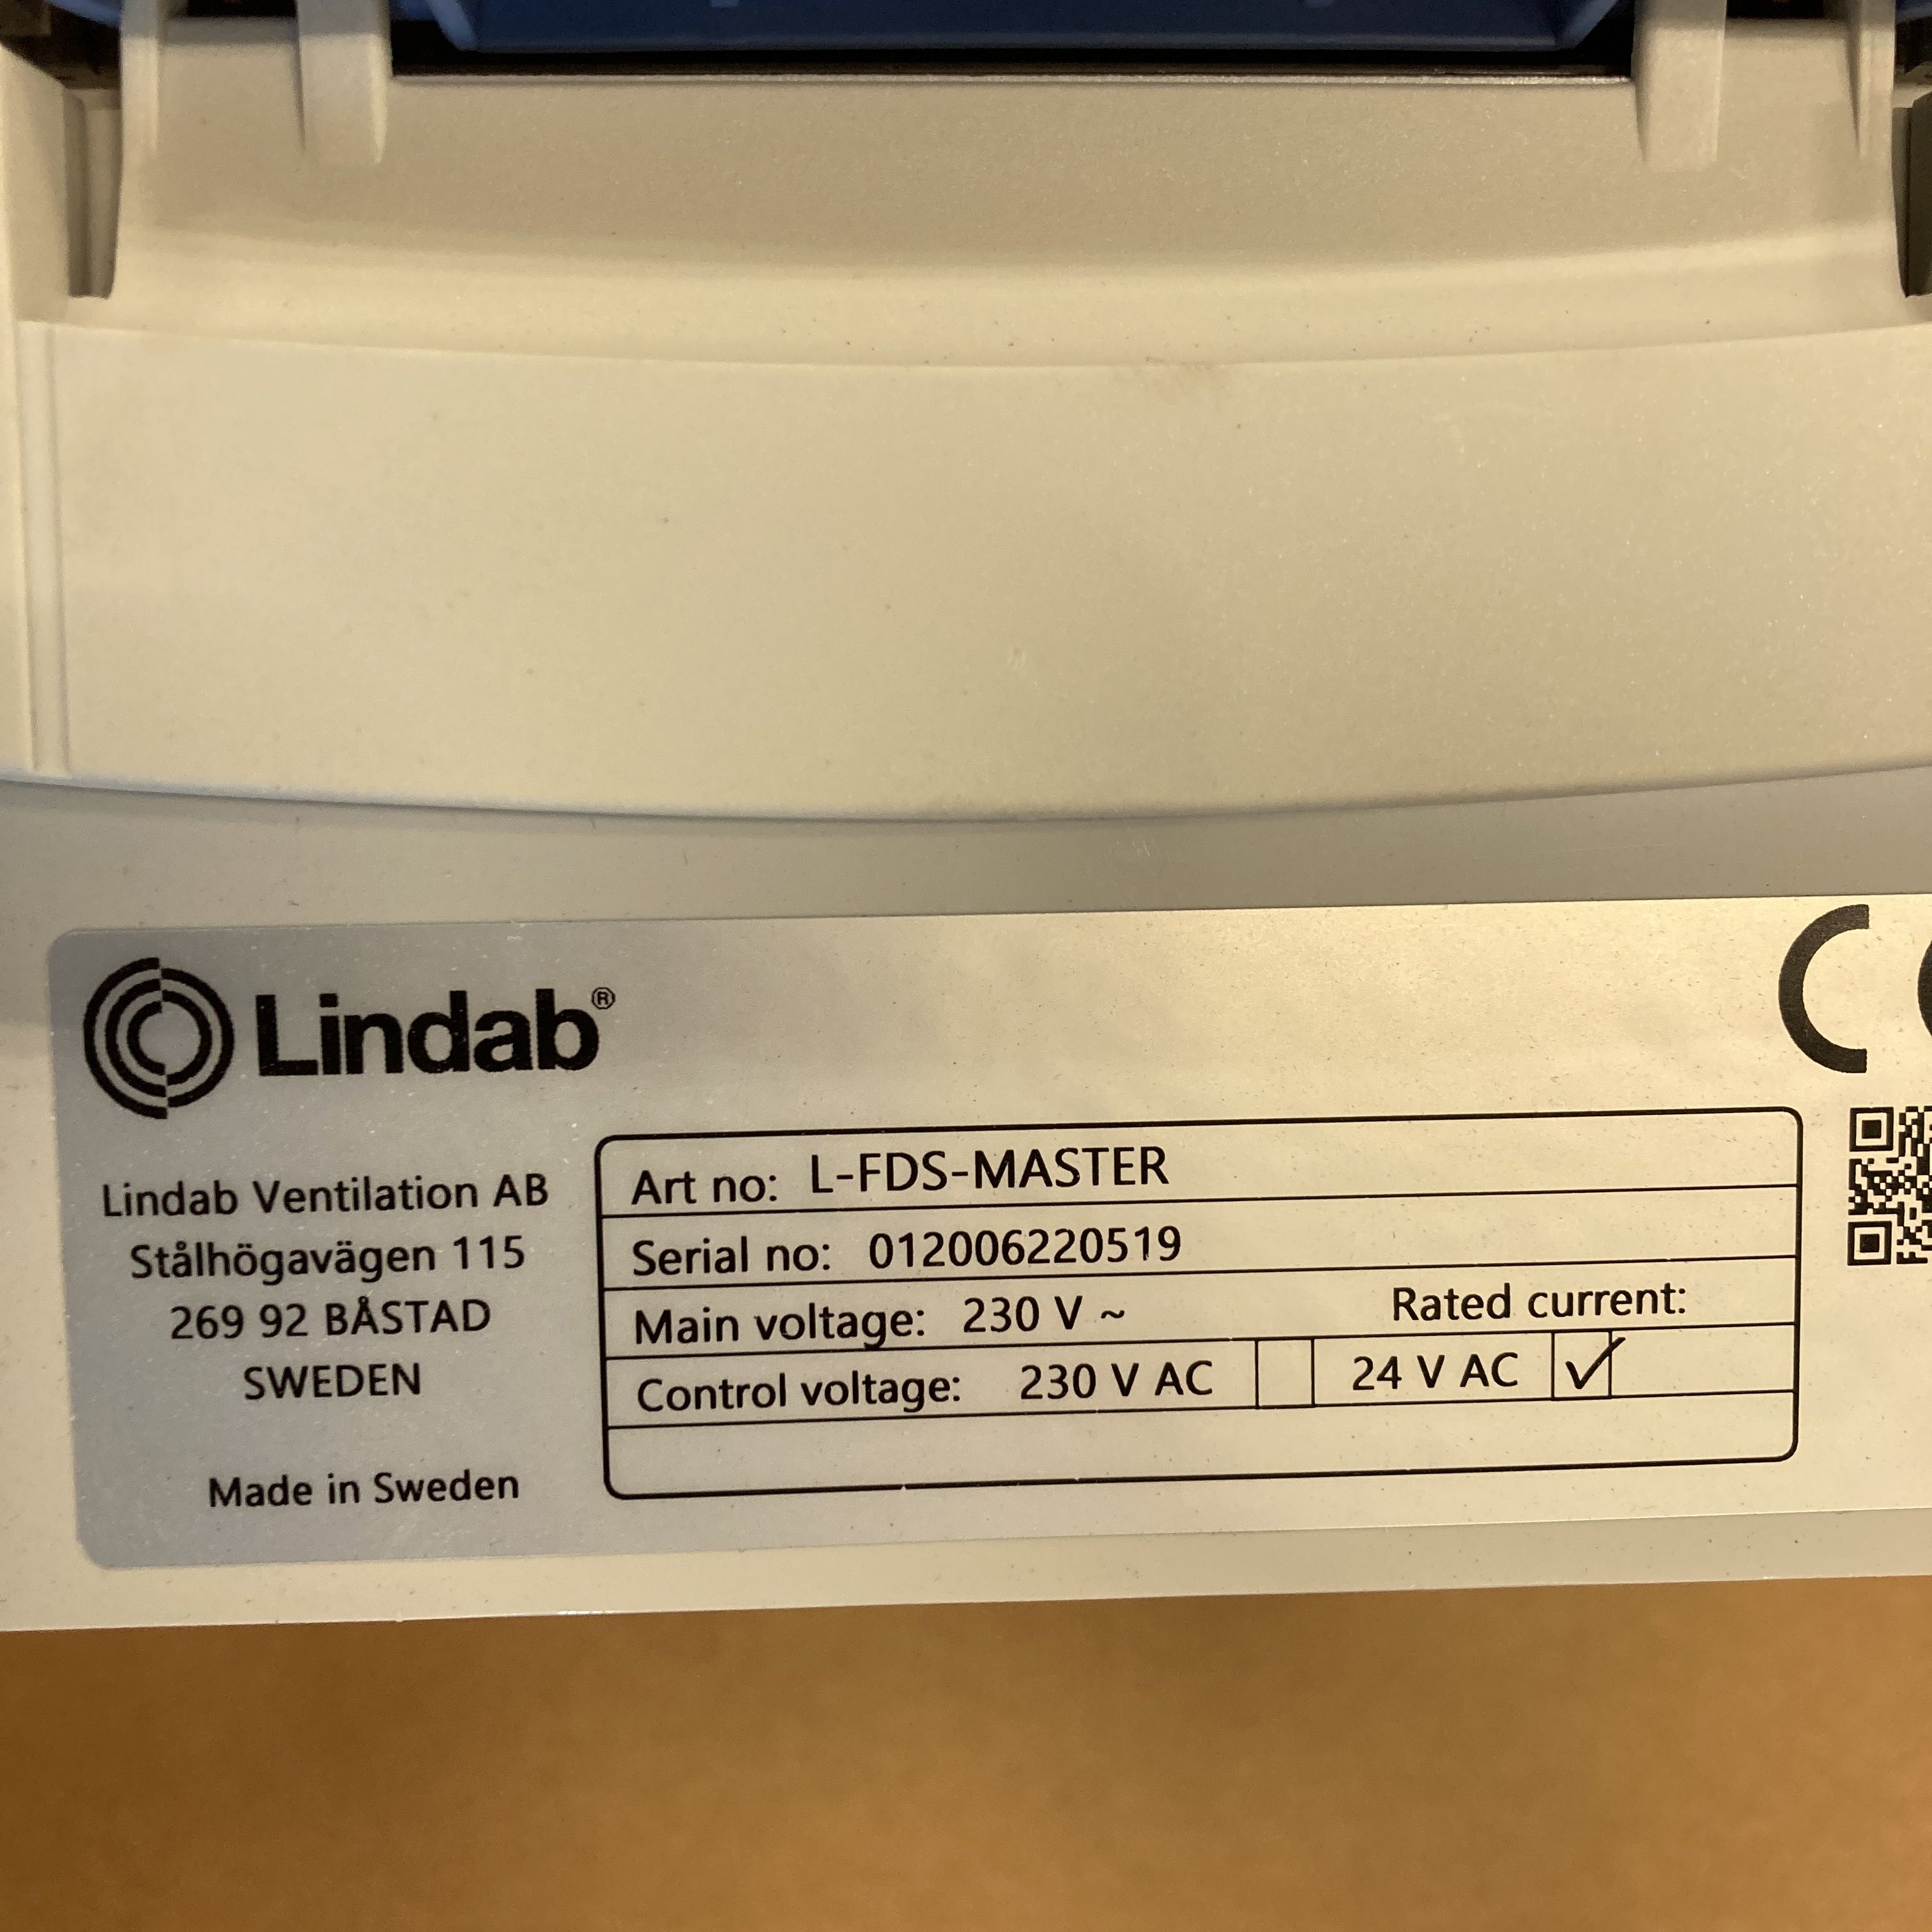 Lindab®
CE
Lindab Ventilation AB
Stålhögavägen 115
269 92 BÅSTAD
SWEDEN
Made in Sweden
Art no: L-FDS-MASTER
Serial no: 012006220519
Main voltage: 230 V ~ Rated current:
Control voltage: 230 V AC 24 V AC ✓